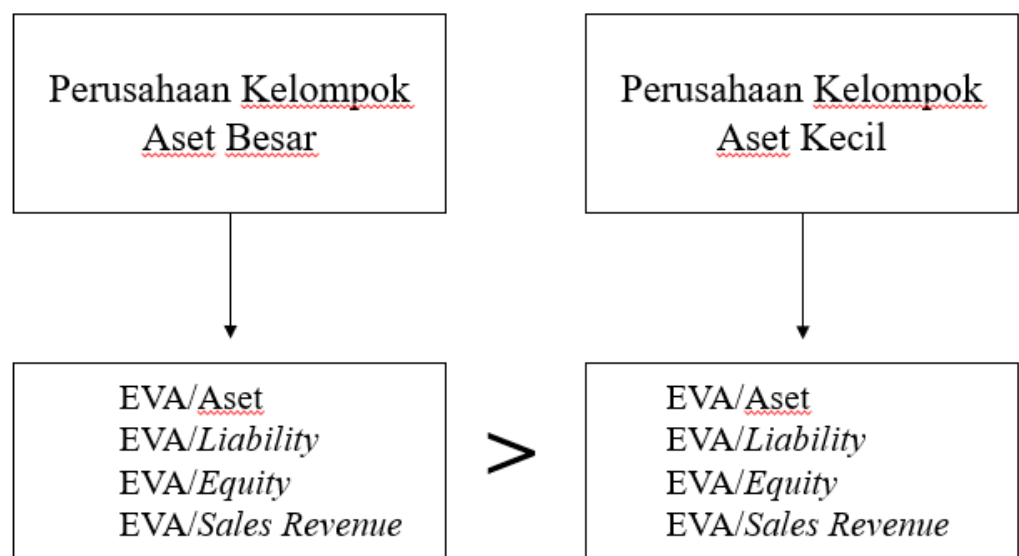 Perusahaan Kelompok
Aset Besar
Perusahaan Kelompok
Aset Kecil
EVA/Aset
EVA/Liability
EVA/Equity
EVA/Sales Revenue
>
EVA/Aset
EVA/Liability
EVA/Equity
EVA/Sales Revenue